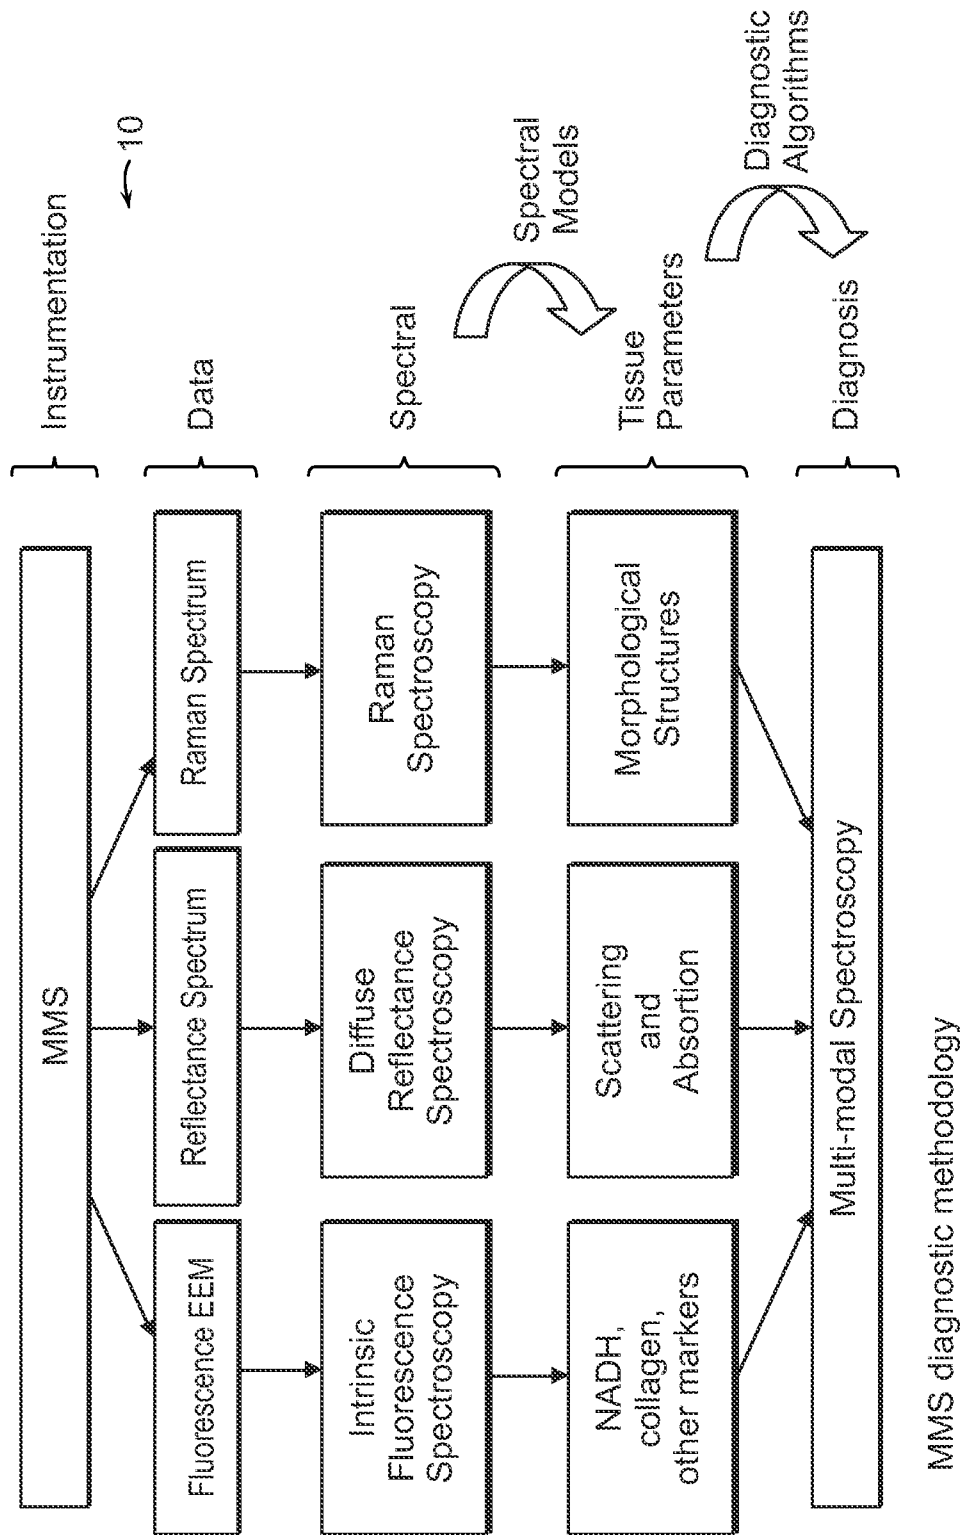 MMS
Instrumentation
10
Fluorescence EEM
Reflectance Spectrum
Raman Spectrum
Data
Intrinsic
Fluorescence
Spectroscopy
Diffuse
Reflectance
Spectroscopy
Raman
Spectroscopy
Spectral
Spectral
Models
NADH,
collagen,
other markers
Scattering
and
Absortion
Morphological
Structures
Tissue
Parameters
Diagnostic
Algorithms
Multi-modal Spectroscopy
Diagnosis
MMS diagnostic methodology